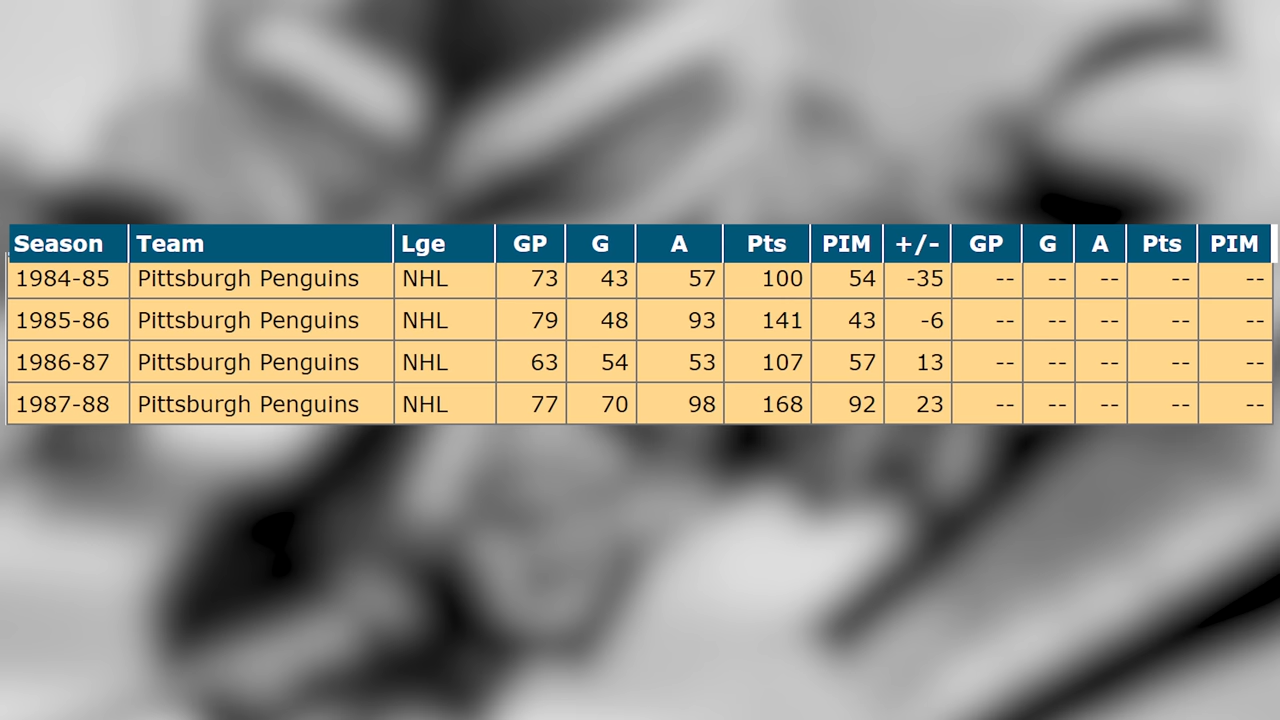 Season Team Lge GP G A Pts PIM +/- GP G A Pts PIM
1984-85 Pittsburgh Penguins NHL 73 43 57 100 54 -35 -- -- -- -- --
1985-86 Pittsburgh Penguins NHL 79 48 93 141 43 -6 -- -- -- -- --
1986-87 Pittsburgh Penguins NHL 63 54 53 107 57 13 -- -- -- -- --
1987-88 Pittsburgh Penguins NHL 77 70 98 168 92 23 -- -- -- -- --